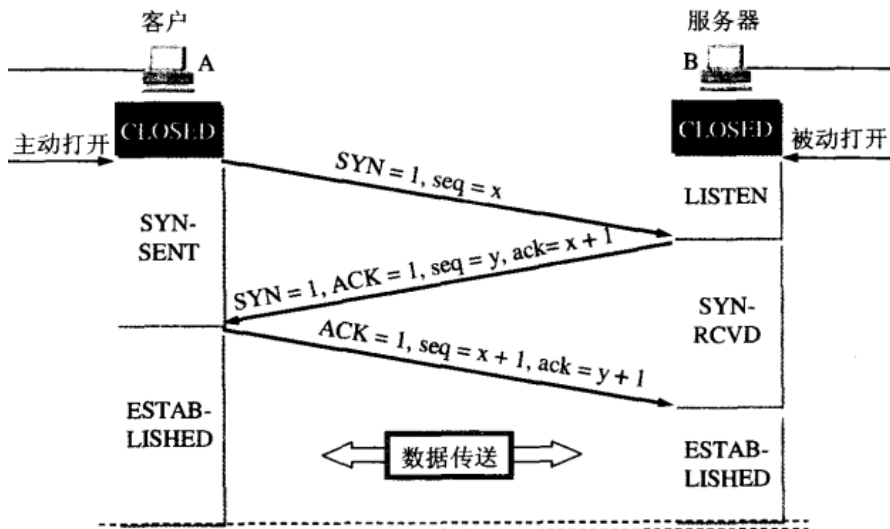 客户
服务器
A
B
CLOSED
CLOSED
主动打开
被动打开
SYN = 1, seq = x
LISTEN
SYN-
SENT
SYN = 1, ACK = 1, seq = y, ack= x + 1
SYN-
RCVD
ACK = 1, seq = x + 1, ack = y + 1
ESTAB-
LISHED
数据传送
ESTAB-
LISHED